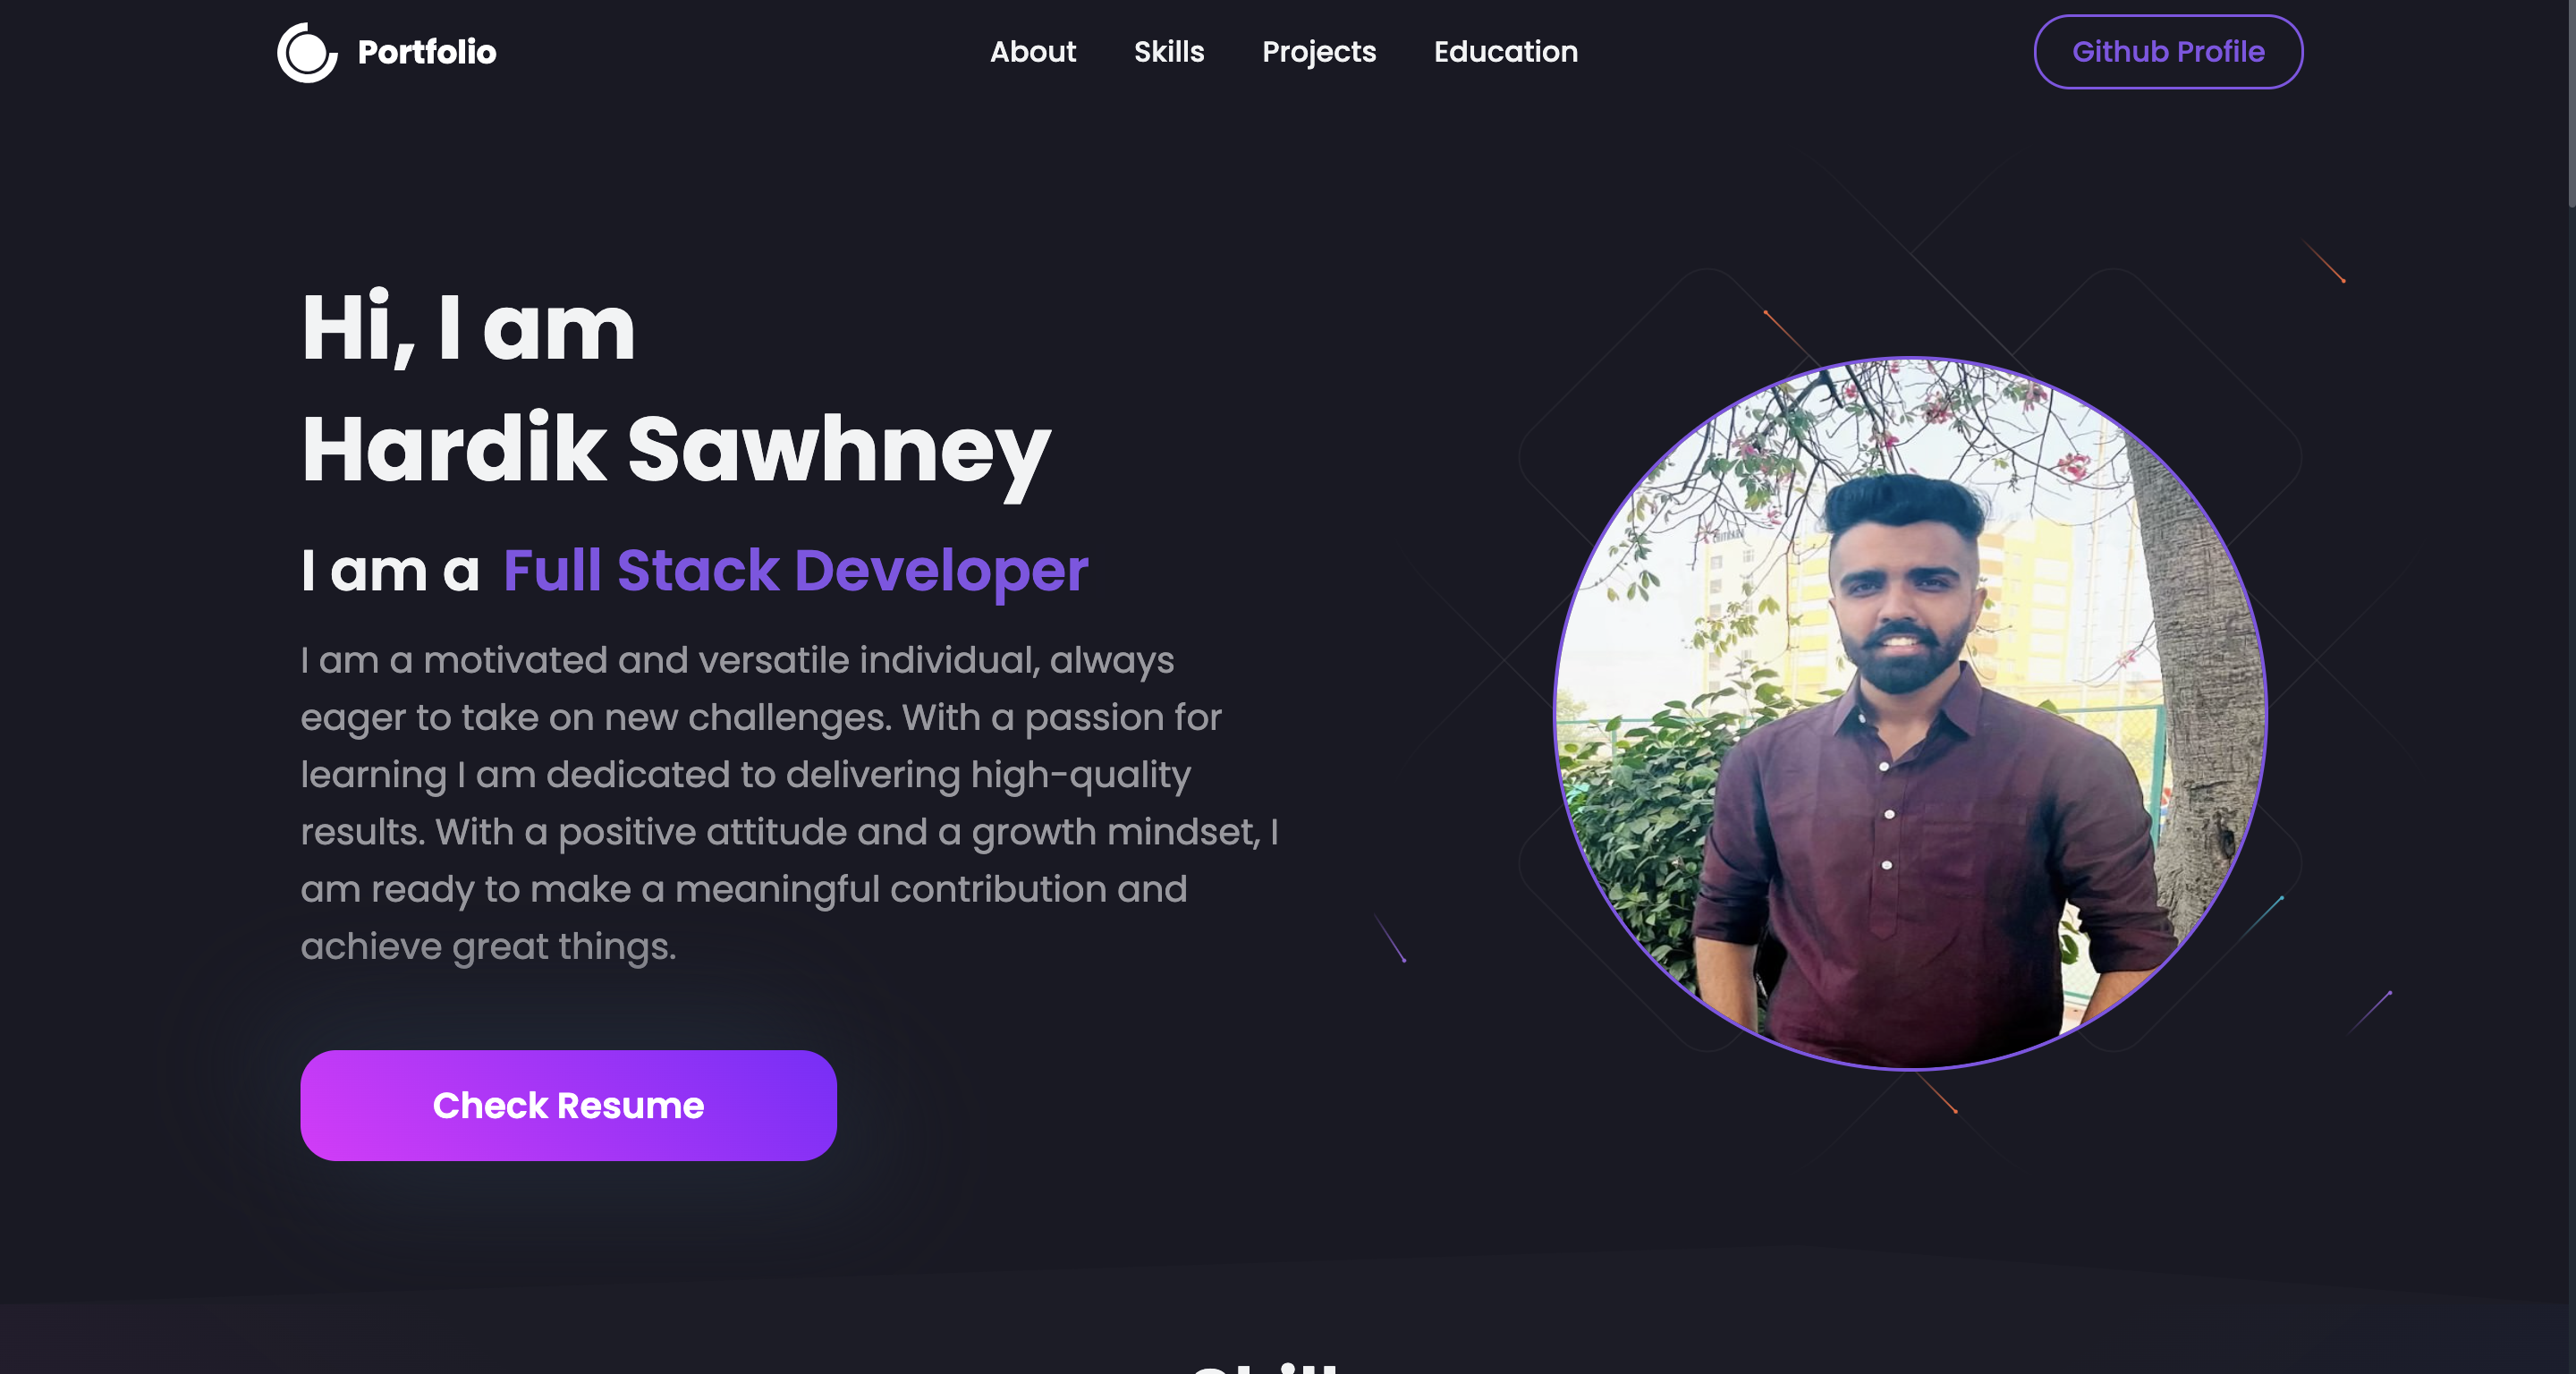 Portfolio
About
Skills
Projects
Education
Github Profile
Hi, I am
Hardik Sawhney
I am a Full Stack Developer
I am a motivated and versatile individual, always
eager to take on new challenges. With a passion for
learning I am dedicated to delivering high-quality
results. With a positive attitude and a growth mindset, I
am ready to make a meaningful contribution and
achieve great things.
Check Resume